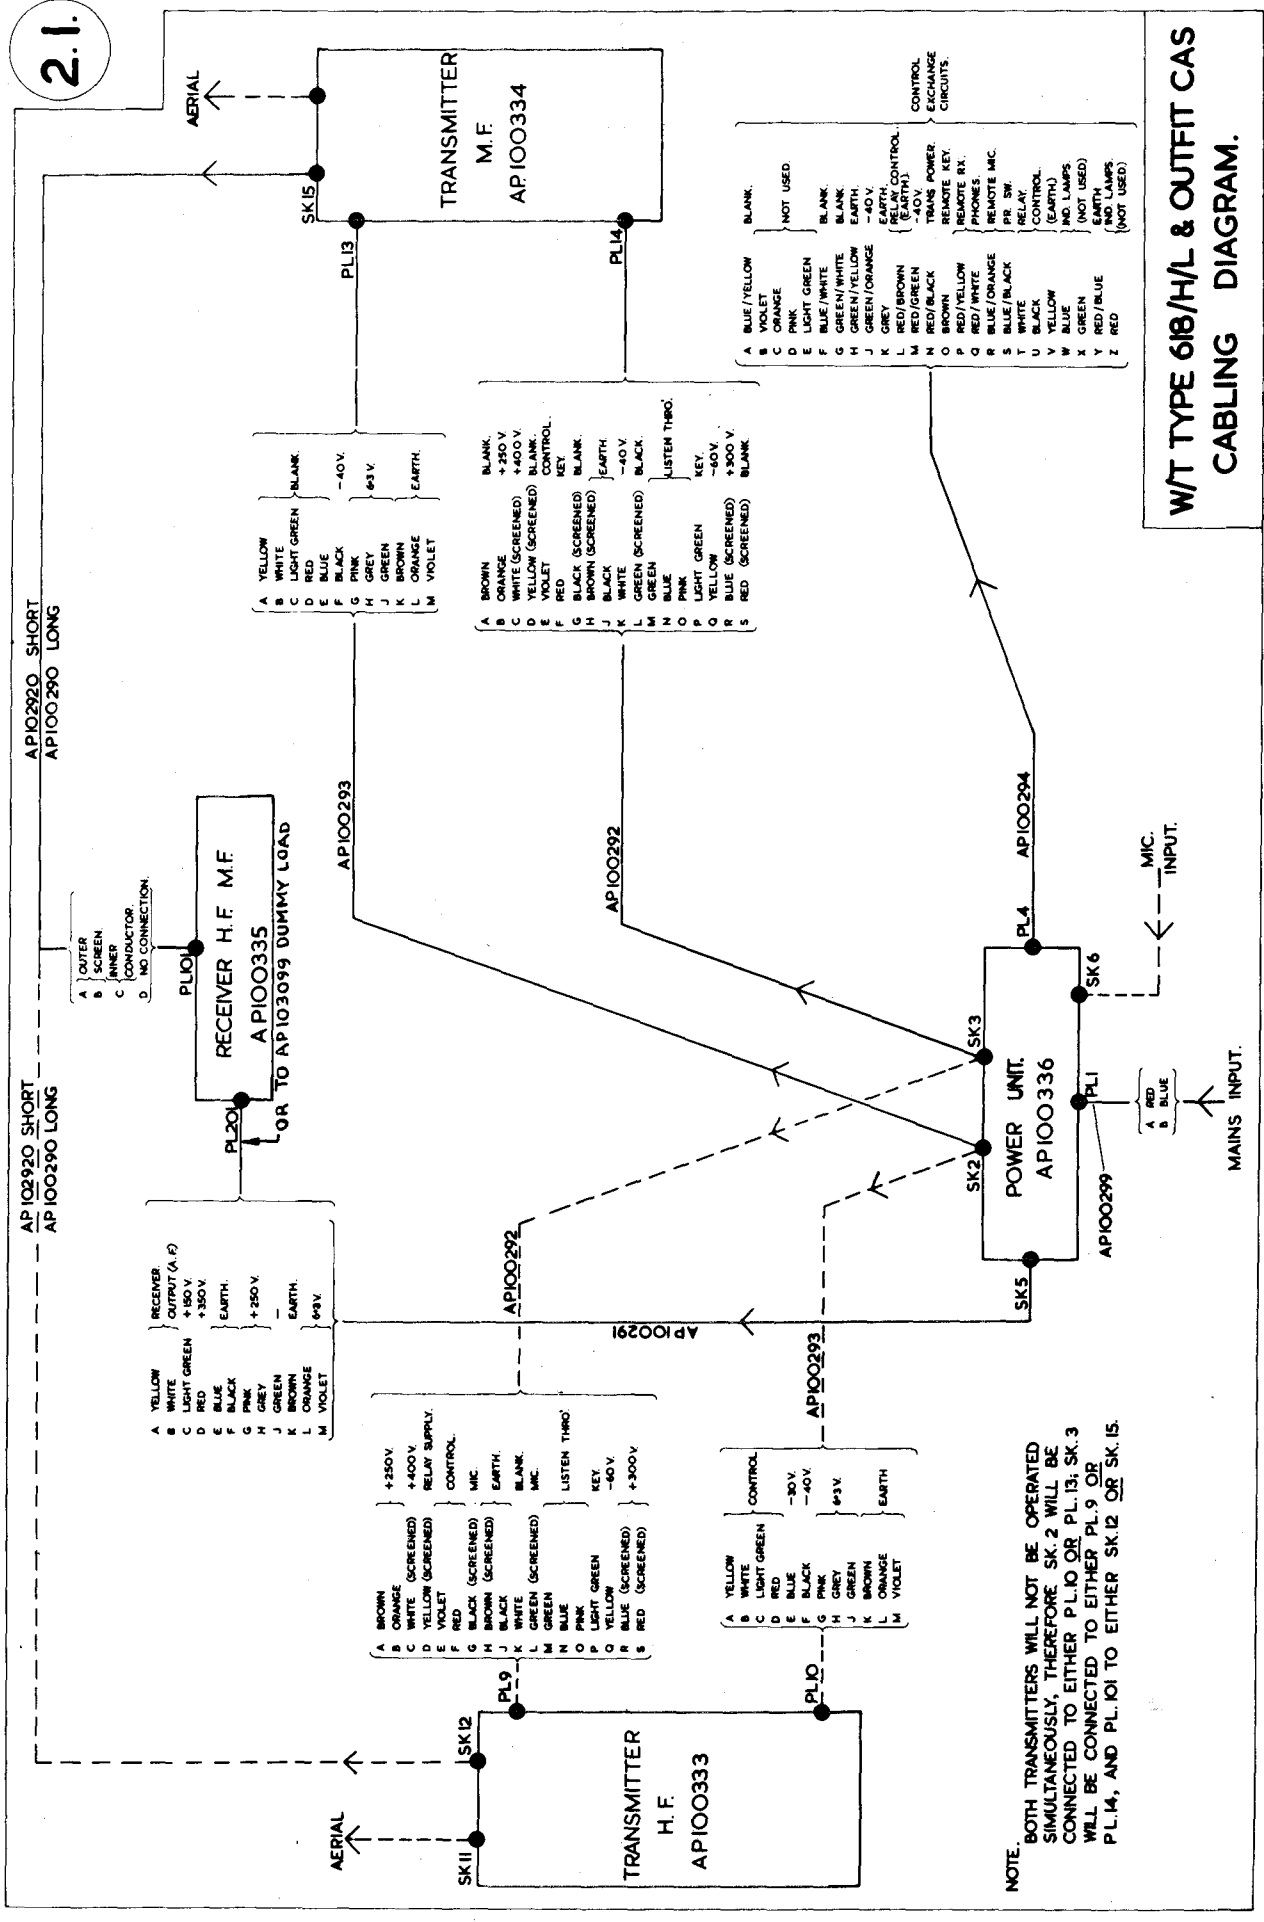 2.1.
AP102920 SHORT
AP100290 LONG
AP102920 SHORT
AP100290 LONG
AERIAL
SK11
SK12
TRANSMITTER
H.F.
AP100333
PL9
PL10
A BROWN
B ORANGE
+250V.
C WHITE (SCREENED) +400V.
D YELLOW (SCREENED) RELAY SUPPLY.
E VIOLET
F RED
CONTROL.
G BLACK (SCREENED) MIC.
H BROWN (SCREENED)
J BLACK
EARTH.
K WHITE BLANK.
L GREEN (SCREENED) MIC.
M GREEN
N BLUE
O PINK
LISTEN THRO'.
P LIGHT GREEN KEY.
Q YELLOW -60V.
R BLUE (SCREENED)
S RED (SCREENED)
+300V.
AP100292
A YELLOW
B WHITE
C LIGHT GREEN
D RED
CONTROL
E BLUE -30V.
F BLACK -40V.
G PINK
H GREY
J GREEN
6·3V.
K BROWN
L ORANGE
M VIOLET
EARTH
AP100293
A YELLOW RECEIVER.
B WHITE OUTPUT (A.F.)
C LIGHT GREEN +150V.
D RED +350V.
E BLUE
F BLACK
EARTH.
G PINK
H GREY
+250V.
J GREEN —
K BROWN EARTH.
L ORANGE
M VIOLET
6·3V.
AP100291
PL201
OR TO AP103099 DUMMY LOAD
RECEIVER H.F. M.F.
AP100335
PL101
A OUTER
B SCREEN.
C INNER
CONDUCTOR.
D NO CONNECTION.
SK5
SK2
SK3
POWER UNIT.
AP100336
PL4
SK6
PL1
AP100299
A RED
B BLUE
MAINS INPUT.
MIC.
INPUT.
AP100293
AP100292
AP100294
A YELLOW
B WHITE
C LIGHT GREEN
D RED
E BLUE
BLANK.
F BLACK -40V.
G PINK
H GREY
J GREEN
6·3V.
K BROWN
L ORANGE
M VIOLET
EARTH.
PL13
A BROWN BLANK.
B ORANGE +250V.
C WHITE (SCREENED) +400V.
D YELLOW (SCREENED) BLANK.
E VIOLET CONTROL.
F RED KEY.
G BLACK (SCREENED) BLANK.
H BROWN (SCREENED)
J BLACK
EARTH.
K WHITE -40V.
L GREEN (SCREENED) BLACK.
M GREEN
N BLUE
O PINK
LISTEN THRO'.
P LIGHT GREEN KEY.
Q YELLOW -60V.
R BLUE (SCREENED) +300V.
S RED (SCREENED) BLANK.
PL14
SK15
AERIAL
TRANSMITTER
M.F.
AP.100334
A BLUE/YELLOW BLANK.
B VIOLET
C ORANGE
D PINK
E LIGHT GREEN
NOT USED.
F BLUE/WHITE BLANK.
G GREEN/WHITE BLANK.
H GREEN/YELLOW EARTH.
J GREEN/ORANGE -40V.
K GREY EARTH.
L RED/BROWN RELAY CONTROL.
(EARTH).
M RED/GREEN -40V.
N RED/BLACK TRANS POWER.
O BROWN REMOTE KEY.
P RED/YELLOW REMOTE RX.
Q RED/WHITE PHONES.
R BLUE/ORANGE REMOTE MIC.
S BLUE/BLACK PR. SW.
T WHITE RELAY.
U BLACK CONTROL.
V YELLOW (EARTH.)
W BLUE IND. LAMPS.
X GREEN (NOT USED)
Y RED/BLUE EARTH
IND. LAMPS.
Z RED (NOT USED)
CONTROL
EXCHANGE
CIRCUITS.
NOTE.
BOTH TRANSMITTERS WILL NOT BE OPERATED
SIMULTANEOUSLY, THEREFORE SK.2 WILL BE
CONNECTED TO EITHER PL.10 OR PL.13; SK.3
WILL BE CONNECTED TO EITHER PL.9 OR
PL.14, AND PL.101 TO EITHER SK.12 OR SK.15.
W/T TYPE 618/H/L & OUTFIT CAS
CABLING DIAGRAM.